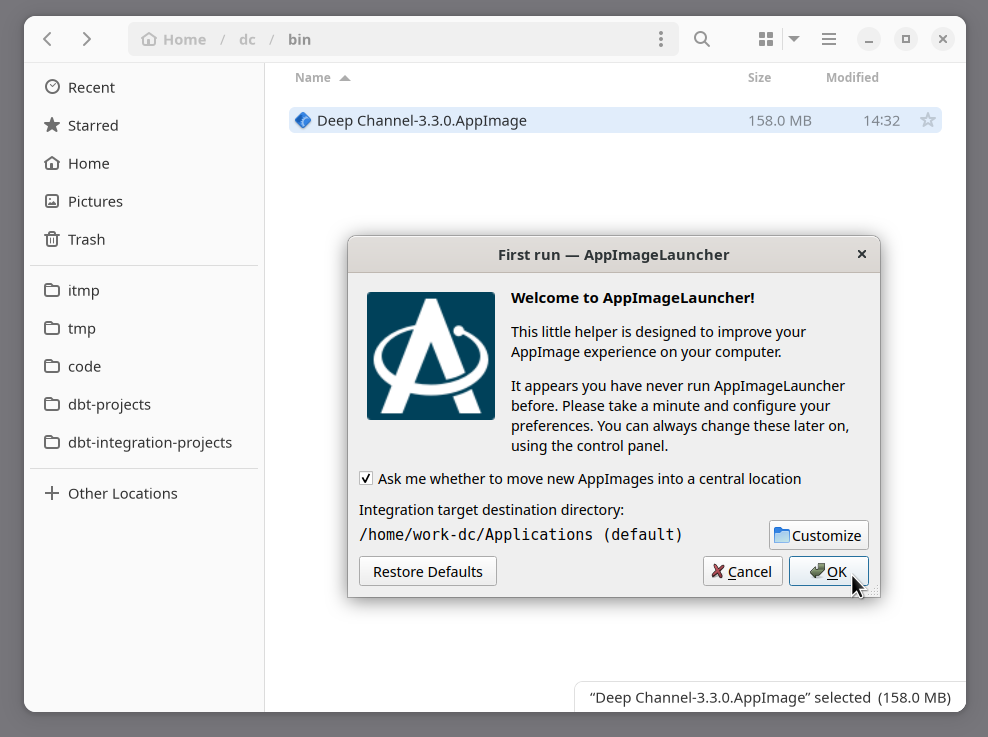 Home / dc / bin
Name Size Modified
Recent
Starred
Home
Pictures
Trash
itmp
tmp
code
dbt-projects
dbt-integration-projects
Other Locations
Deep Channel-3.3.0.AppImage 158.0 MB 14:32
First run — AppImageLauncher
Welcome to AppImageLauncher!
This little helper is designed to improve your
AppImage experience on your computer.
It appears you have never run AppImageLauncher
before. Please take a minute and configure your
preferences. You can always change these later on,
using the control panel.
Ask me whether to move new AppImages into a central location
Integration target destination directory:
/home/work-dc/Applications (default)
Customize
Restore Defaults
Cancel
OK
“Deep Channel-3.3.0.AppImage” selected (158.0 MB)